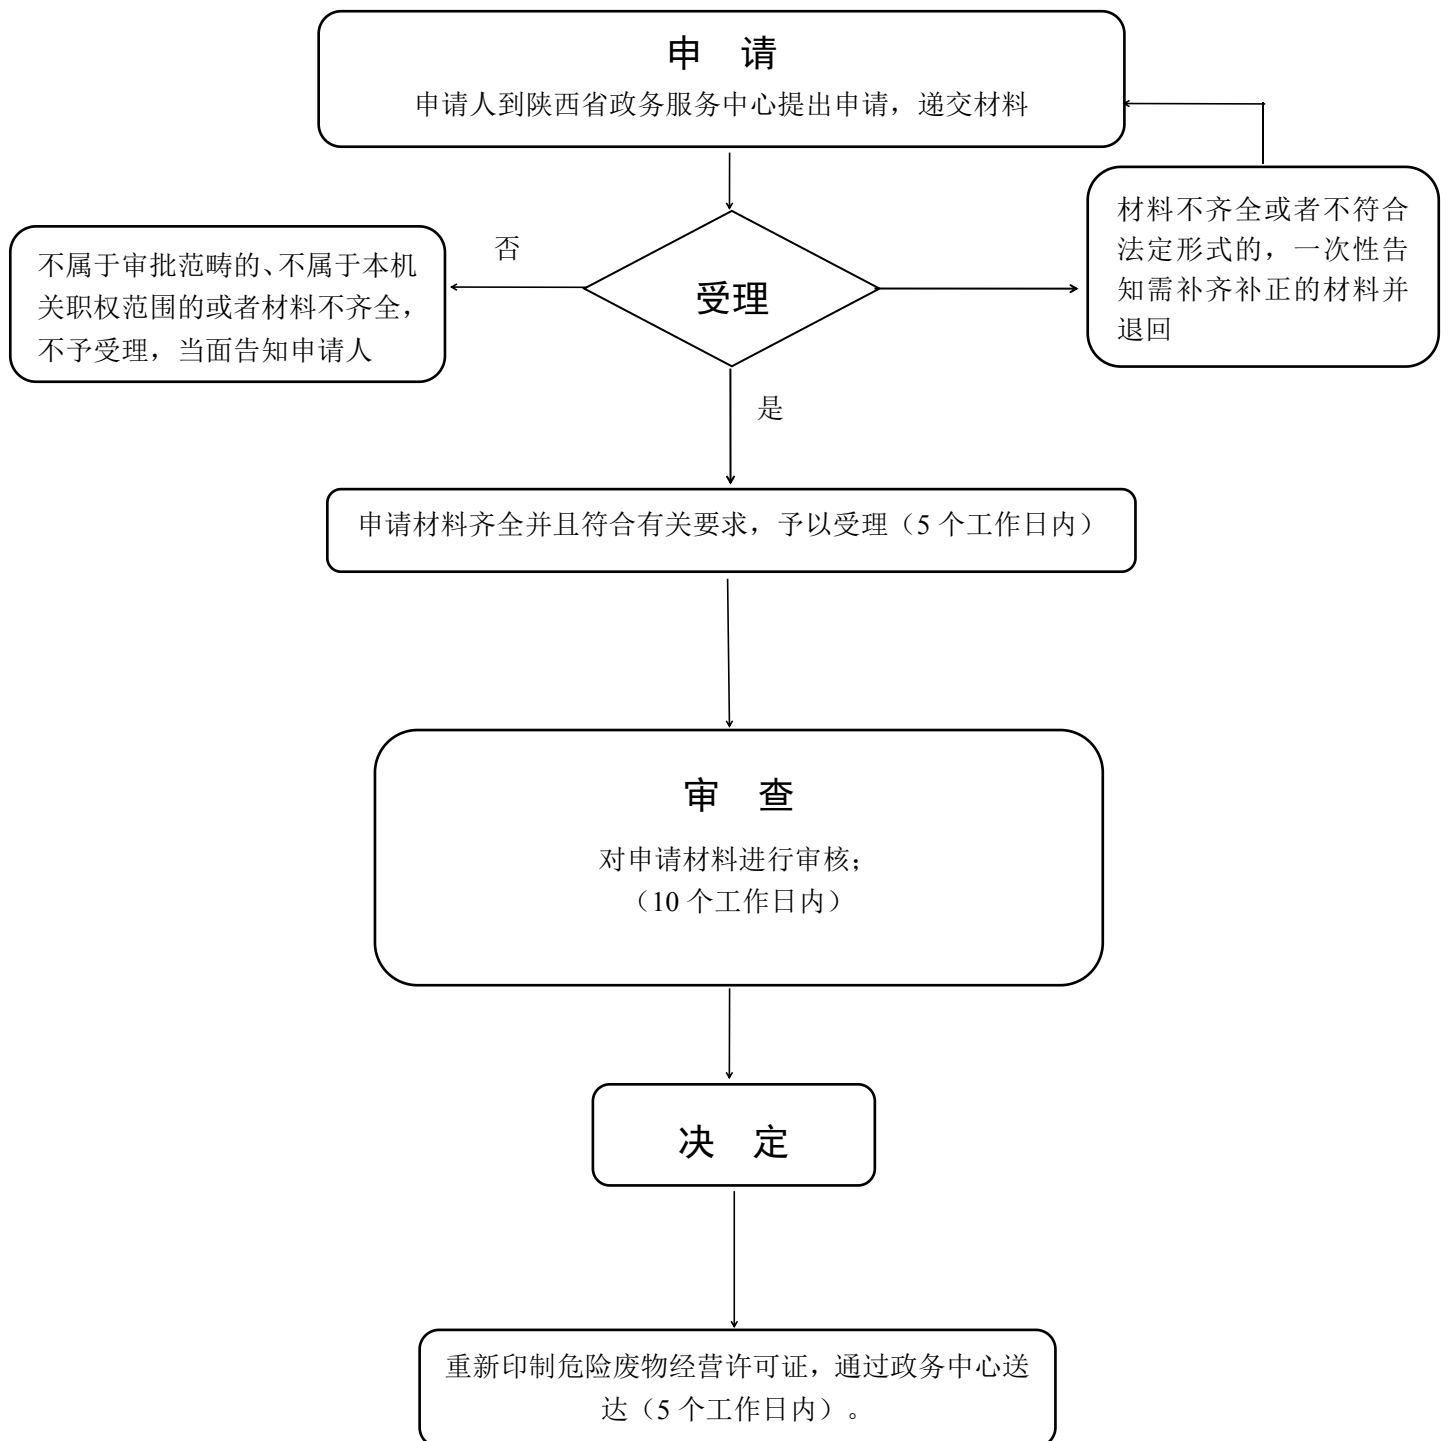 申 请
申请人到陕西省政务服务中心提出申请，递交材料
材料不齐全或者不符合
法定形式的，一次性告
知需补齐补正的材料并
退回
否
不属于审批范畴的、不属于本机
关职权范围的或者材料不齐全，
不予受理，当面告知申请人
受理
是
申请材料齐全并且符合有关要求，予以受理（5 个工作日内）
审 查
对申请材料进行审核；
（10 个工作日内）
决 定
重新印制危险废物经营许可证，通过政务中心送
达（5 个工作日内）。